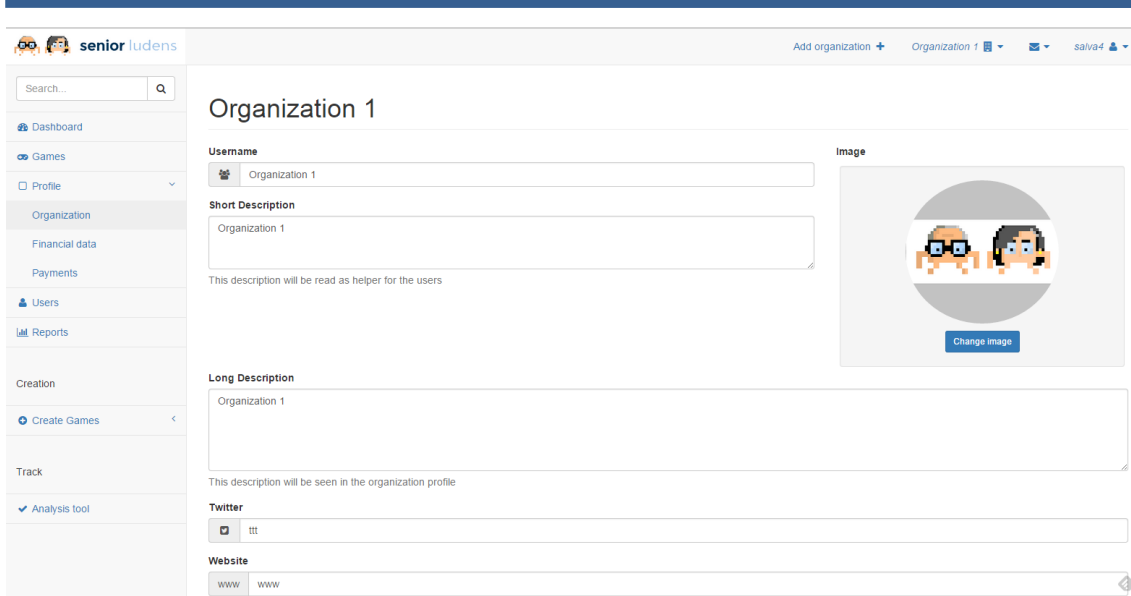 senior ludens
Add organization
Organization 1
salva4
Search...
Dashboard
Games
Profile
Organization
Financial data
Payments
Users
Reports
Creation
Create Games
Track
Analysis tool
Organization 1
Username
Organization 1
Short Description
Organization 1
This description will be read as helper for the users
Image
Change image
Long Description
Organization 1
This description will be seen in the organization profile
Twitter
ttt
Website
www www